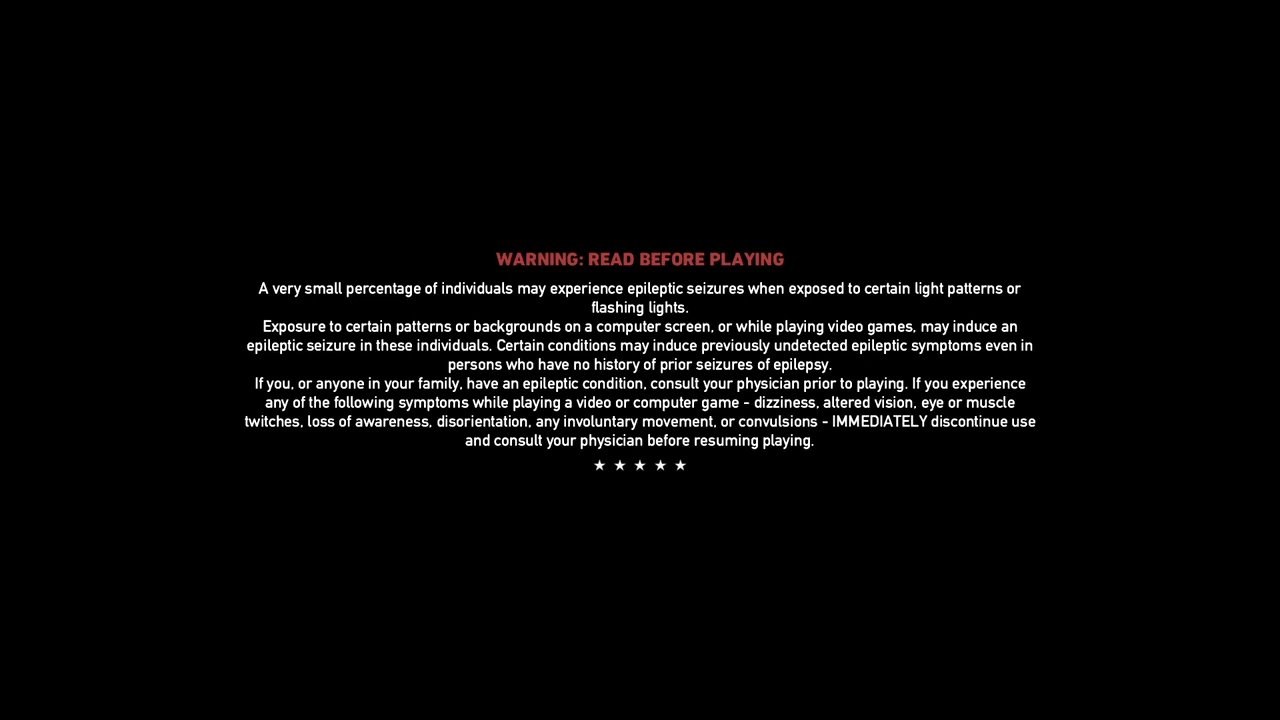 WARNING: READ BEFORE PLAYING
A very small percentage of individuals may experience epileptic seizures when exposed to certain light patterns or
flashing lights.
Exposure to certain patterns or backgrounds on a computer screen, or while playing video games, may induce an
epileptic seizure in these individuals. Certain conditions may induce previously undetected epileptic symptoms even in
persons who have no history of prior seizures of epilepsy.
If you, or anyone in your family, have an epileptic condition, consult your physician prior to playing. If you experience
any of the following symptoms while playing a video or computer game - dizziness, altered vision, eye or muscle
twitches, loss of awareness, disorientation, any involuntary movement, or convulsions - IMMEDIATELY discontinue use
and consult your physician before resuming playing.
★ ★ ★ ★ ★